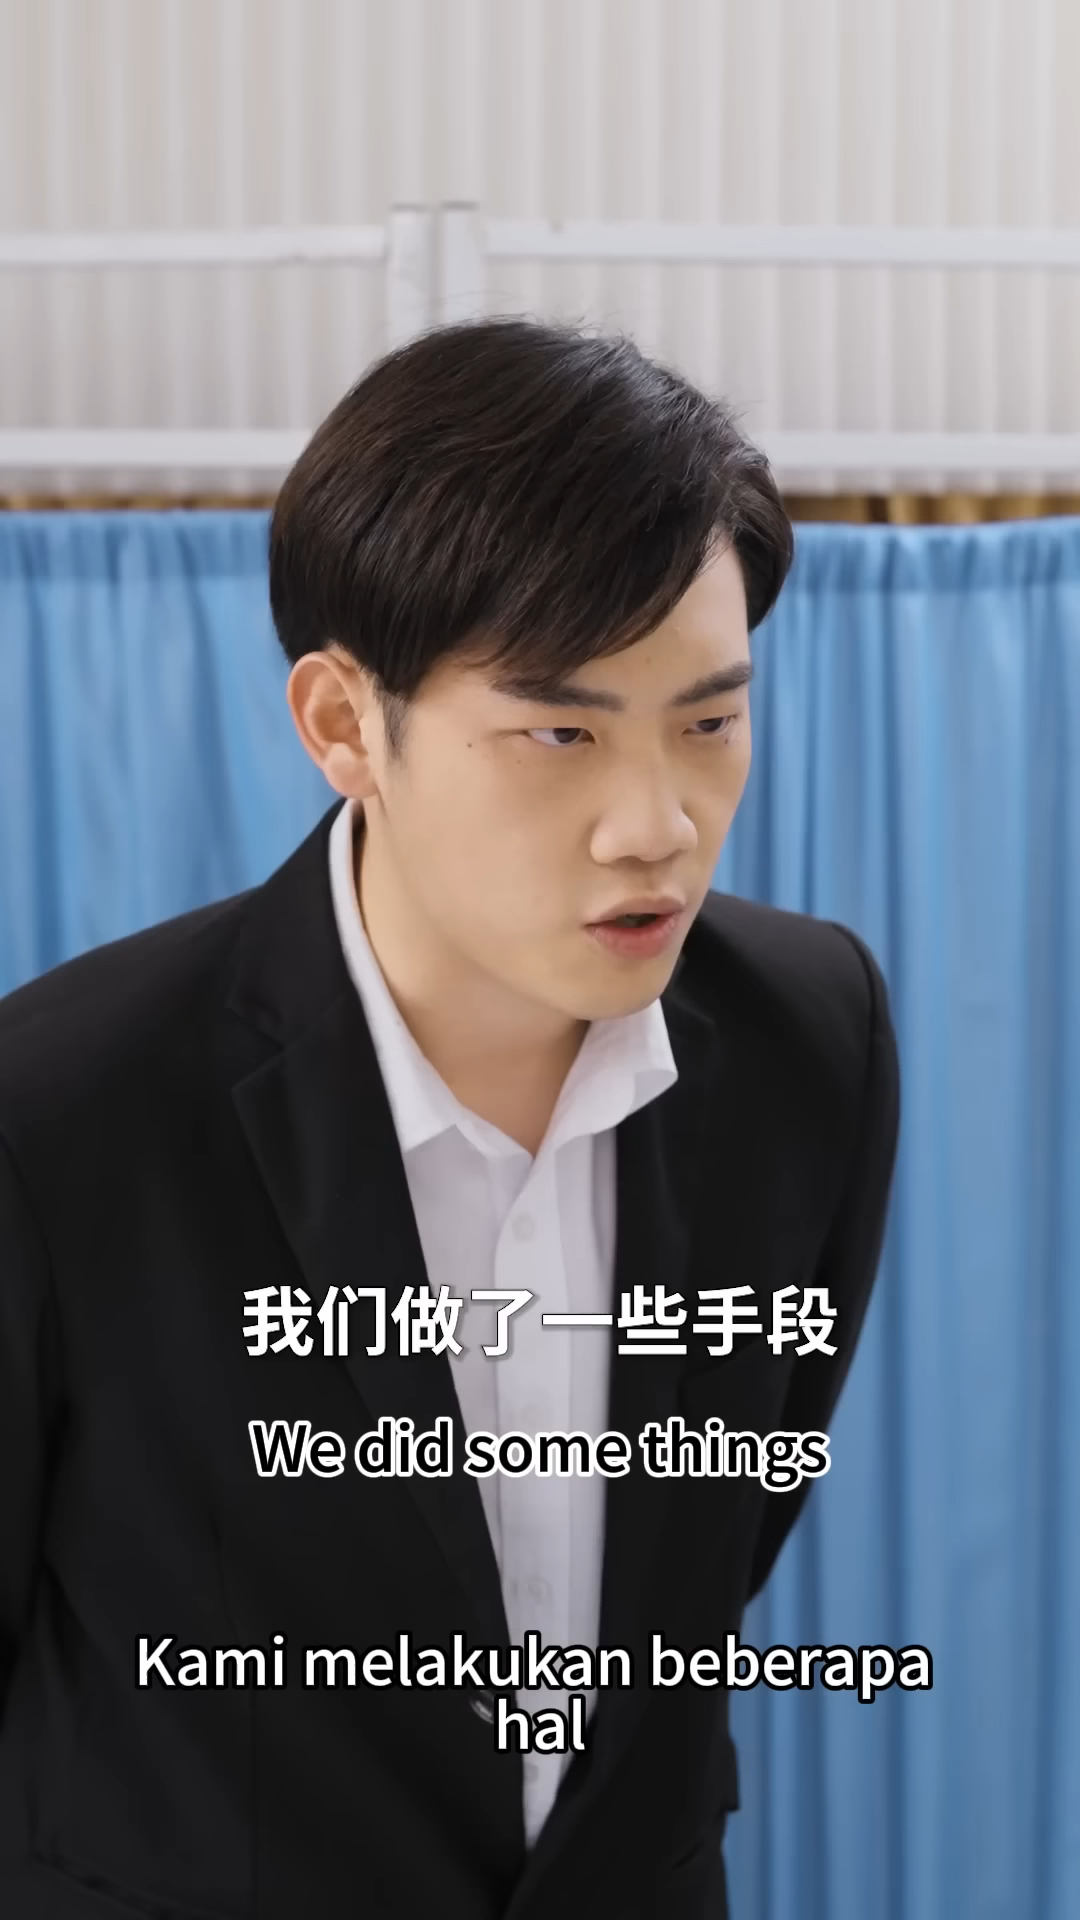 我们做了一些手段
We did some things
Kami melakukan beberapa
hal